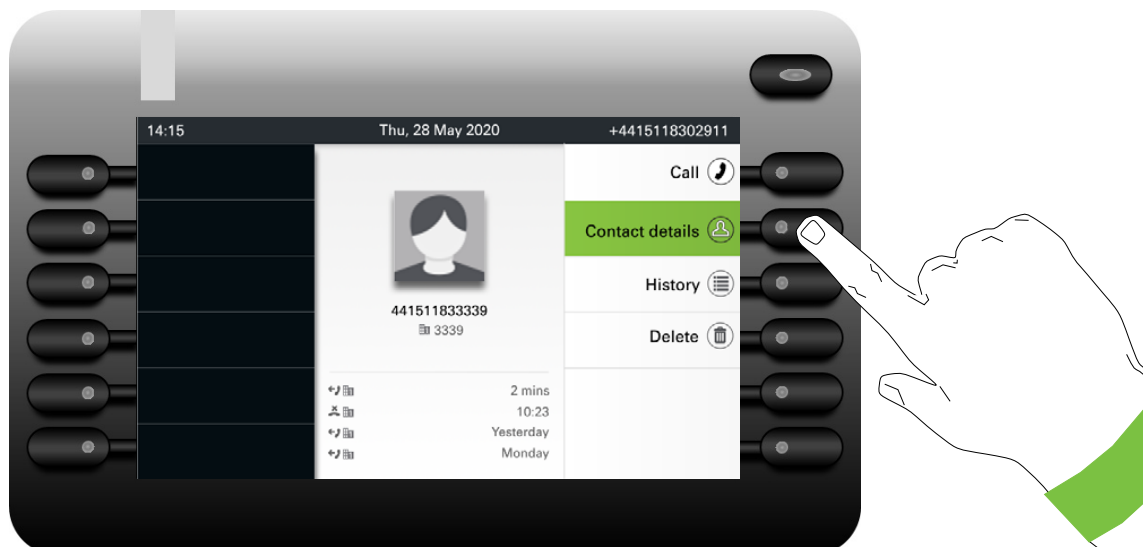 14:15 Thu, 28 May 2020 +4415118302911
Call
Contact details
History
Delete
441511833339
3339
2 mins
10:23
Yesterday
Monday